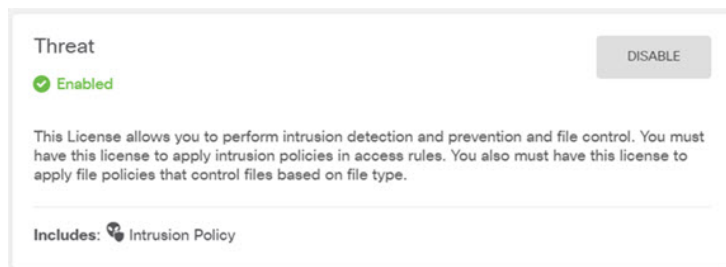 Threat
DISABLE
Enabled
This License allows you to perform intrusion detection and prevention and file control. You must
have this license to apply intrusion policies in access rules. You also must have this license to
apply file policies that control files based on file type.
Includes: Intrusion Policy